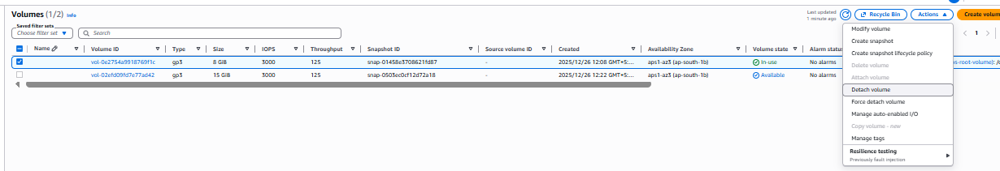 Volumes (1/2) Info
Last updated
1 minute ago
Recycle Bin
Actions
Create volum
Saved filter sets
Choose filter set
Search
1
Name Volume ID Type Size IOPS Throughput Snapshot ID Source volume ID Created Availability Zone Volume state Alarm status
vol-0e2754a9918769f1c gp3 8 GiB 3000 125 snap-01458e3708621fd87 - 2025/12/26 12:08 GMT+5:... aps1-az3 (ap-south-1b) In-use No alarms
vol-02efd09fd7e77ad42 gp3 15 GiB 3000 125 snap-0503ec0cf12d72a18 - 2025/12/26 12:22 GMT+5:... aps1-az3 (ap-south-1b) Available No alarms
Modify volume
Create snapshot
Create snapshot lifecycle policy
Delete volume
Attach volume
Detach volume
Force detach volume
Manage auto-enabled I/O
Copy volume - new
Manage tags
Resilience testing
Previously fault injection